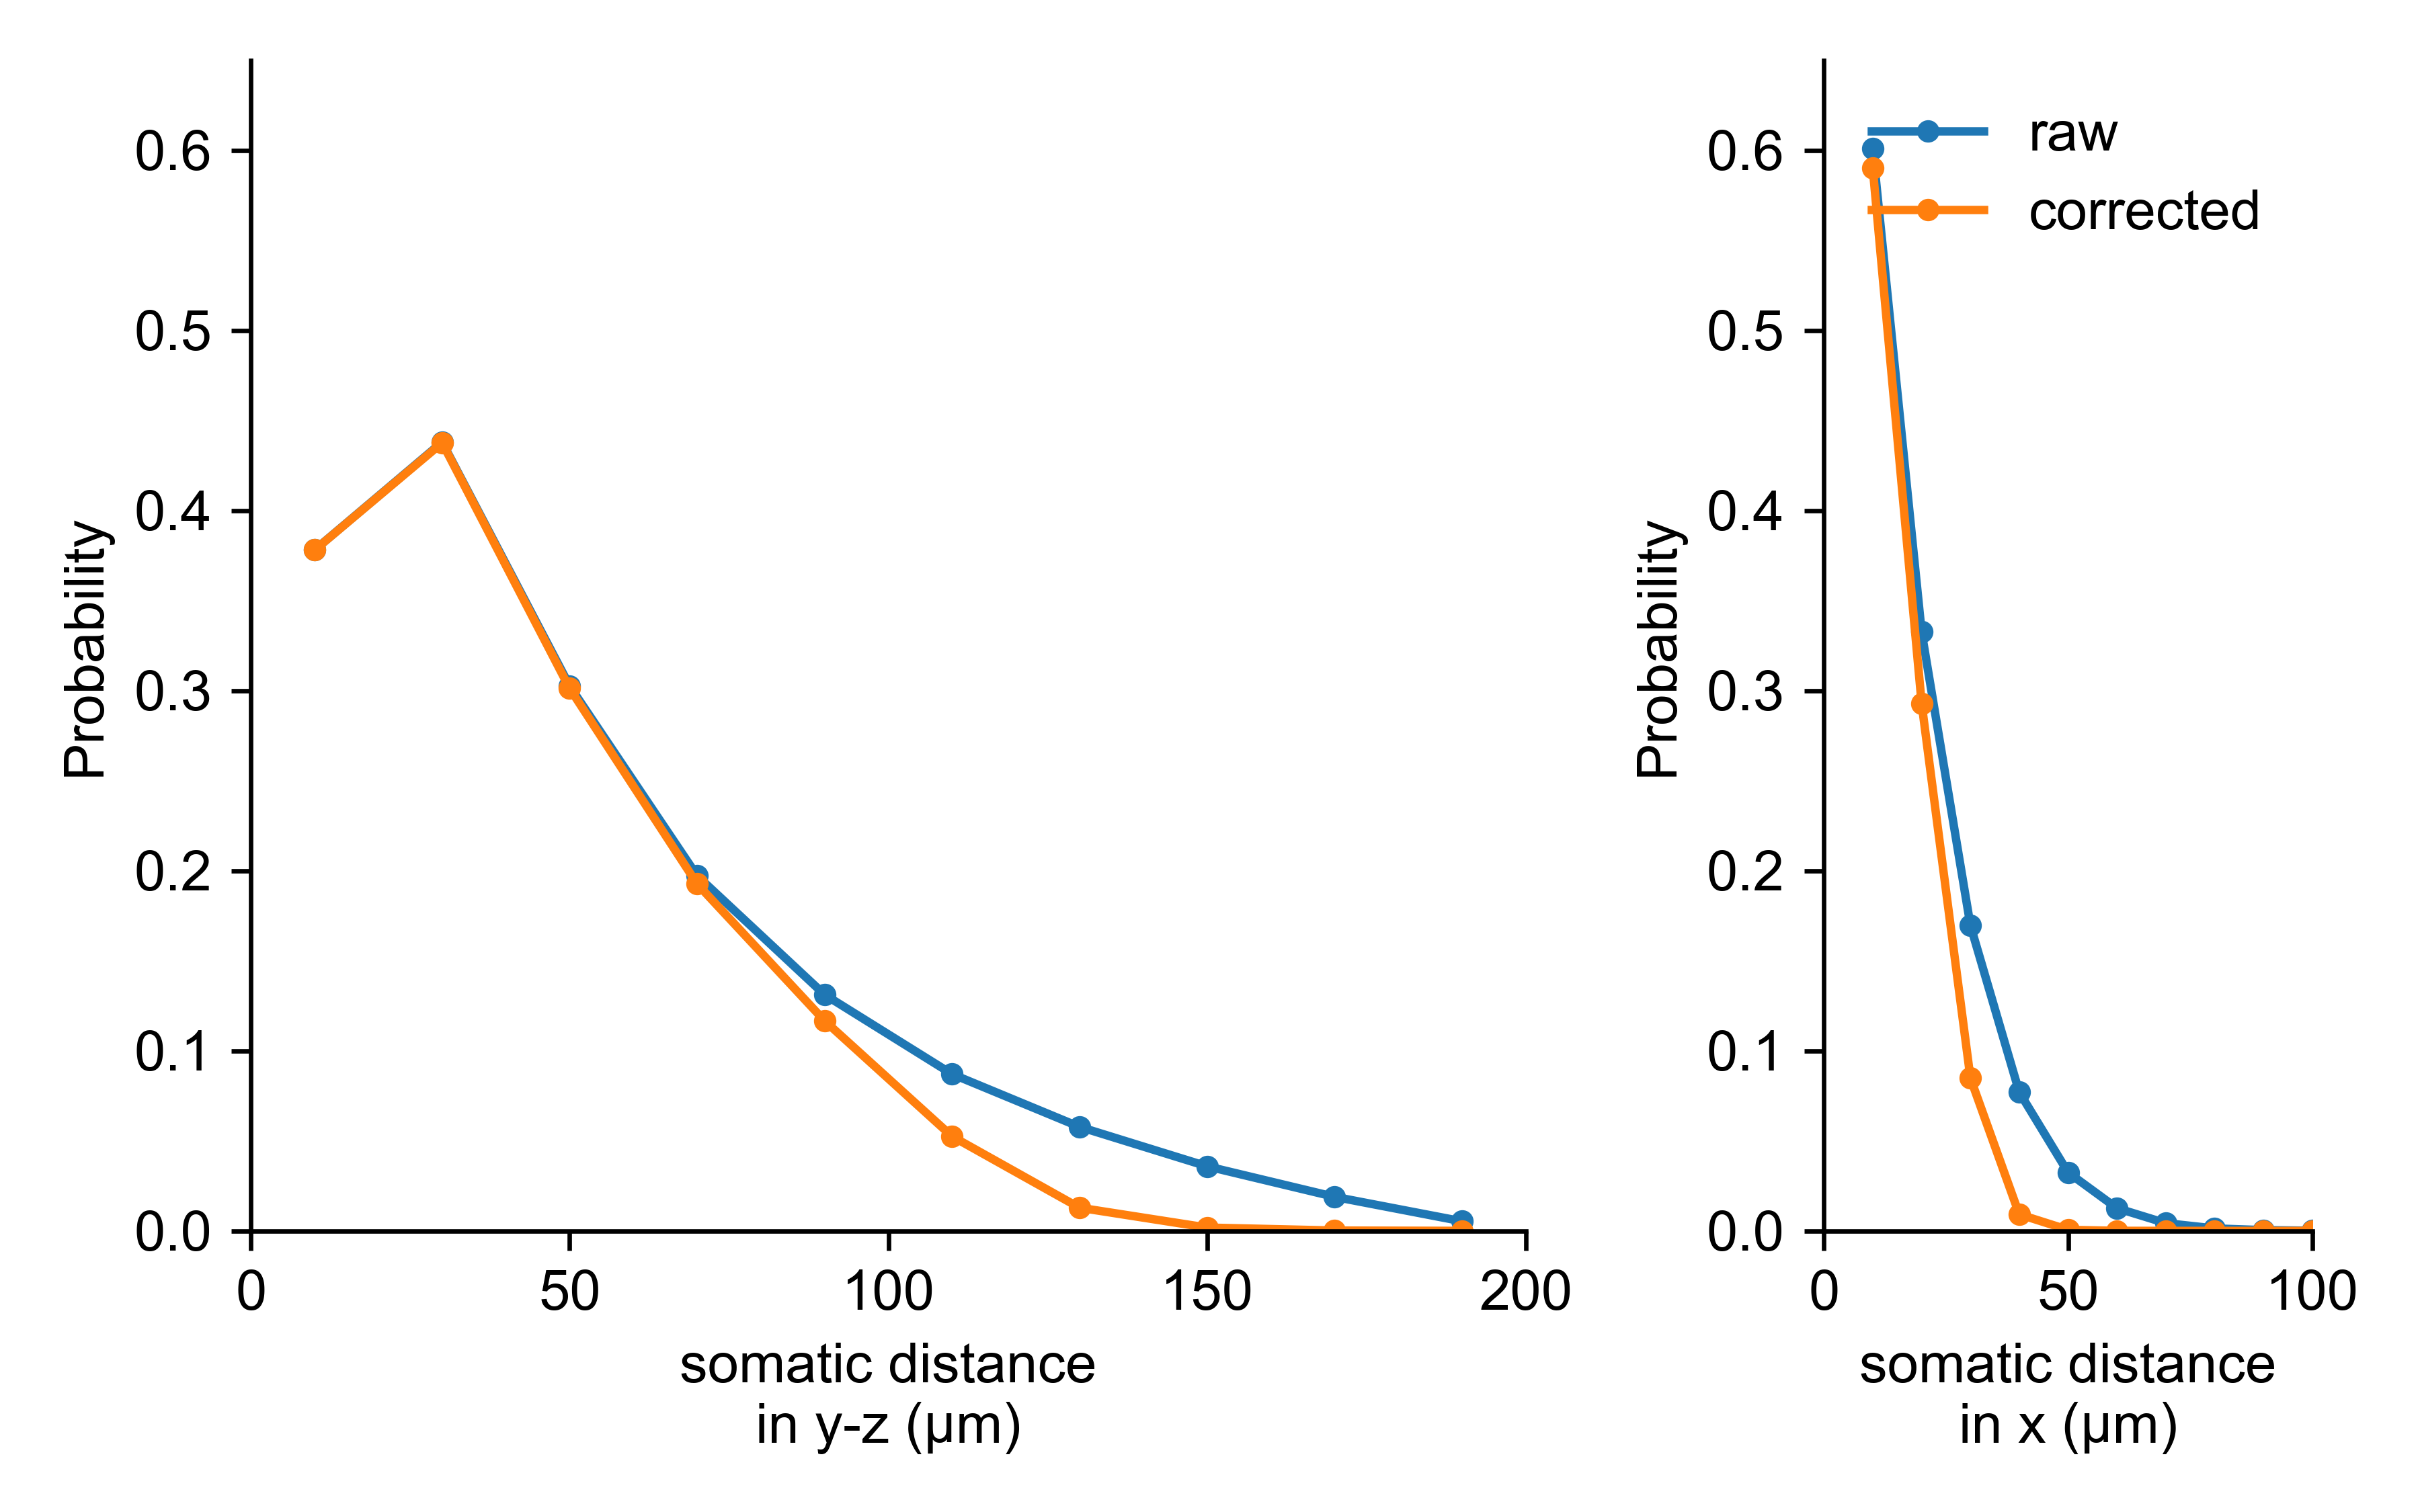 Probability
0.6
0.5
0.4
0.3
0.2
0.1
0.0
0 50 100 150 200
somatic distance
in y-z (µm)
Probability
0.6
0.5
0.4
0.3
0.2
0.1
0.0
0 50 100
somatic distance
in x (µm)
raw
corrected